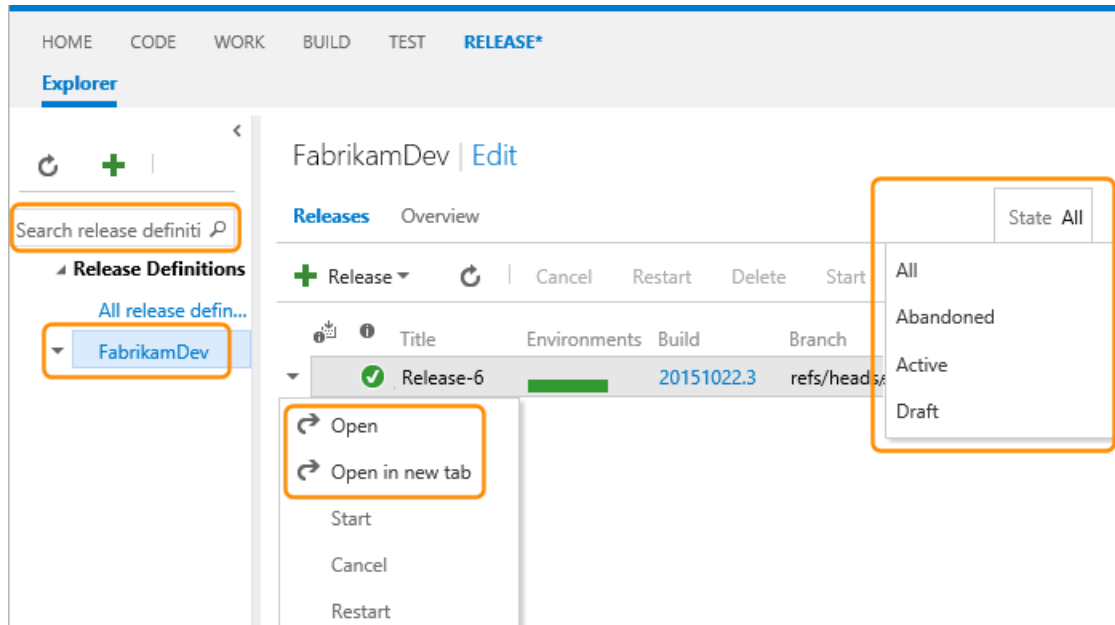 HOME CODE WORK BUILD TEST RELEASE*
Explorer
FabrikamDev | Edit
Search release definiti
Releases Overview
State All
Release Definitions
All release defin...
FabrikamDev
Release Cancel Restart Delete Start
Title Environments Build Branch
Release-6 20151022.3 refs/heads/
All
Abandoned
Active
Draft
Open
Open in new tab
Start
Cancel
Restart